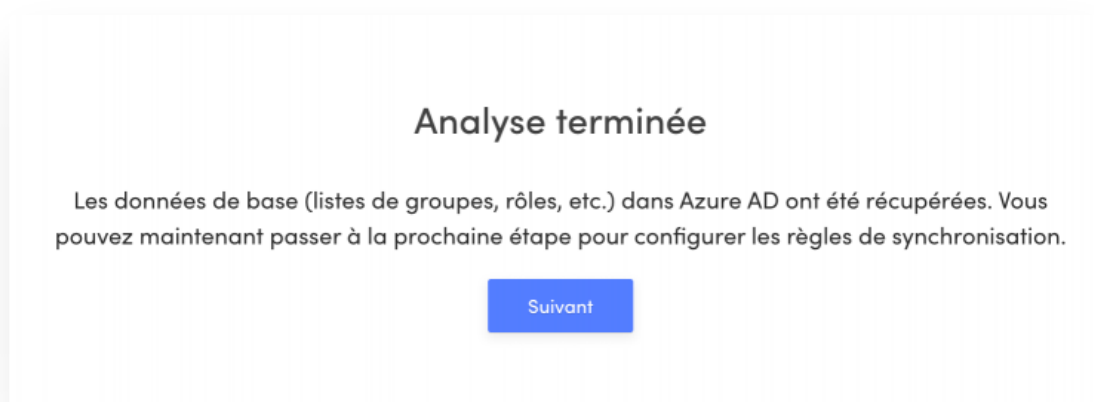 Analyse terminée
Les données de base (listes de groupes, rôles, etc.) dans Azure AD ont été récupérées. Vous
pouvez maintenant passer à la prochaine étape pour configurer les règles de synchronisation.
Suivant